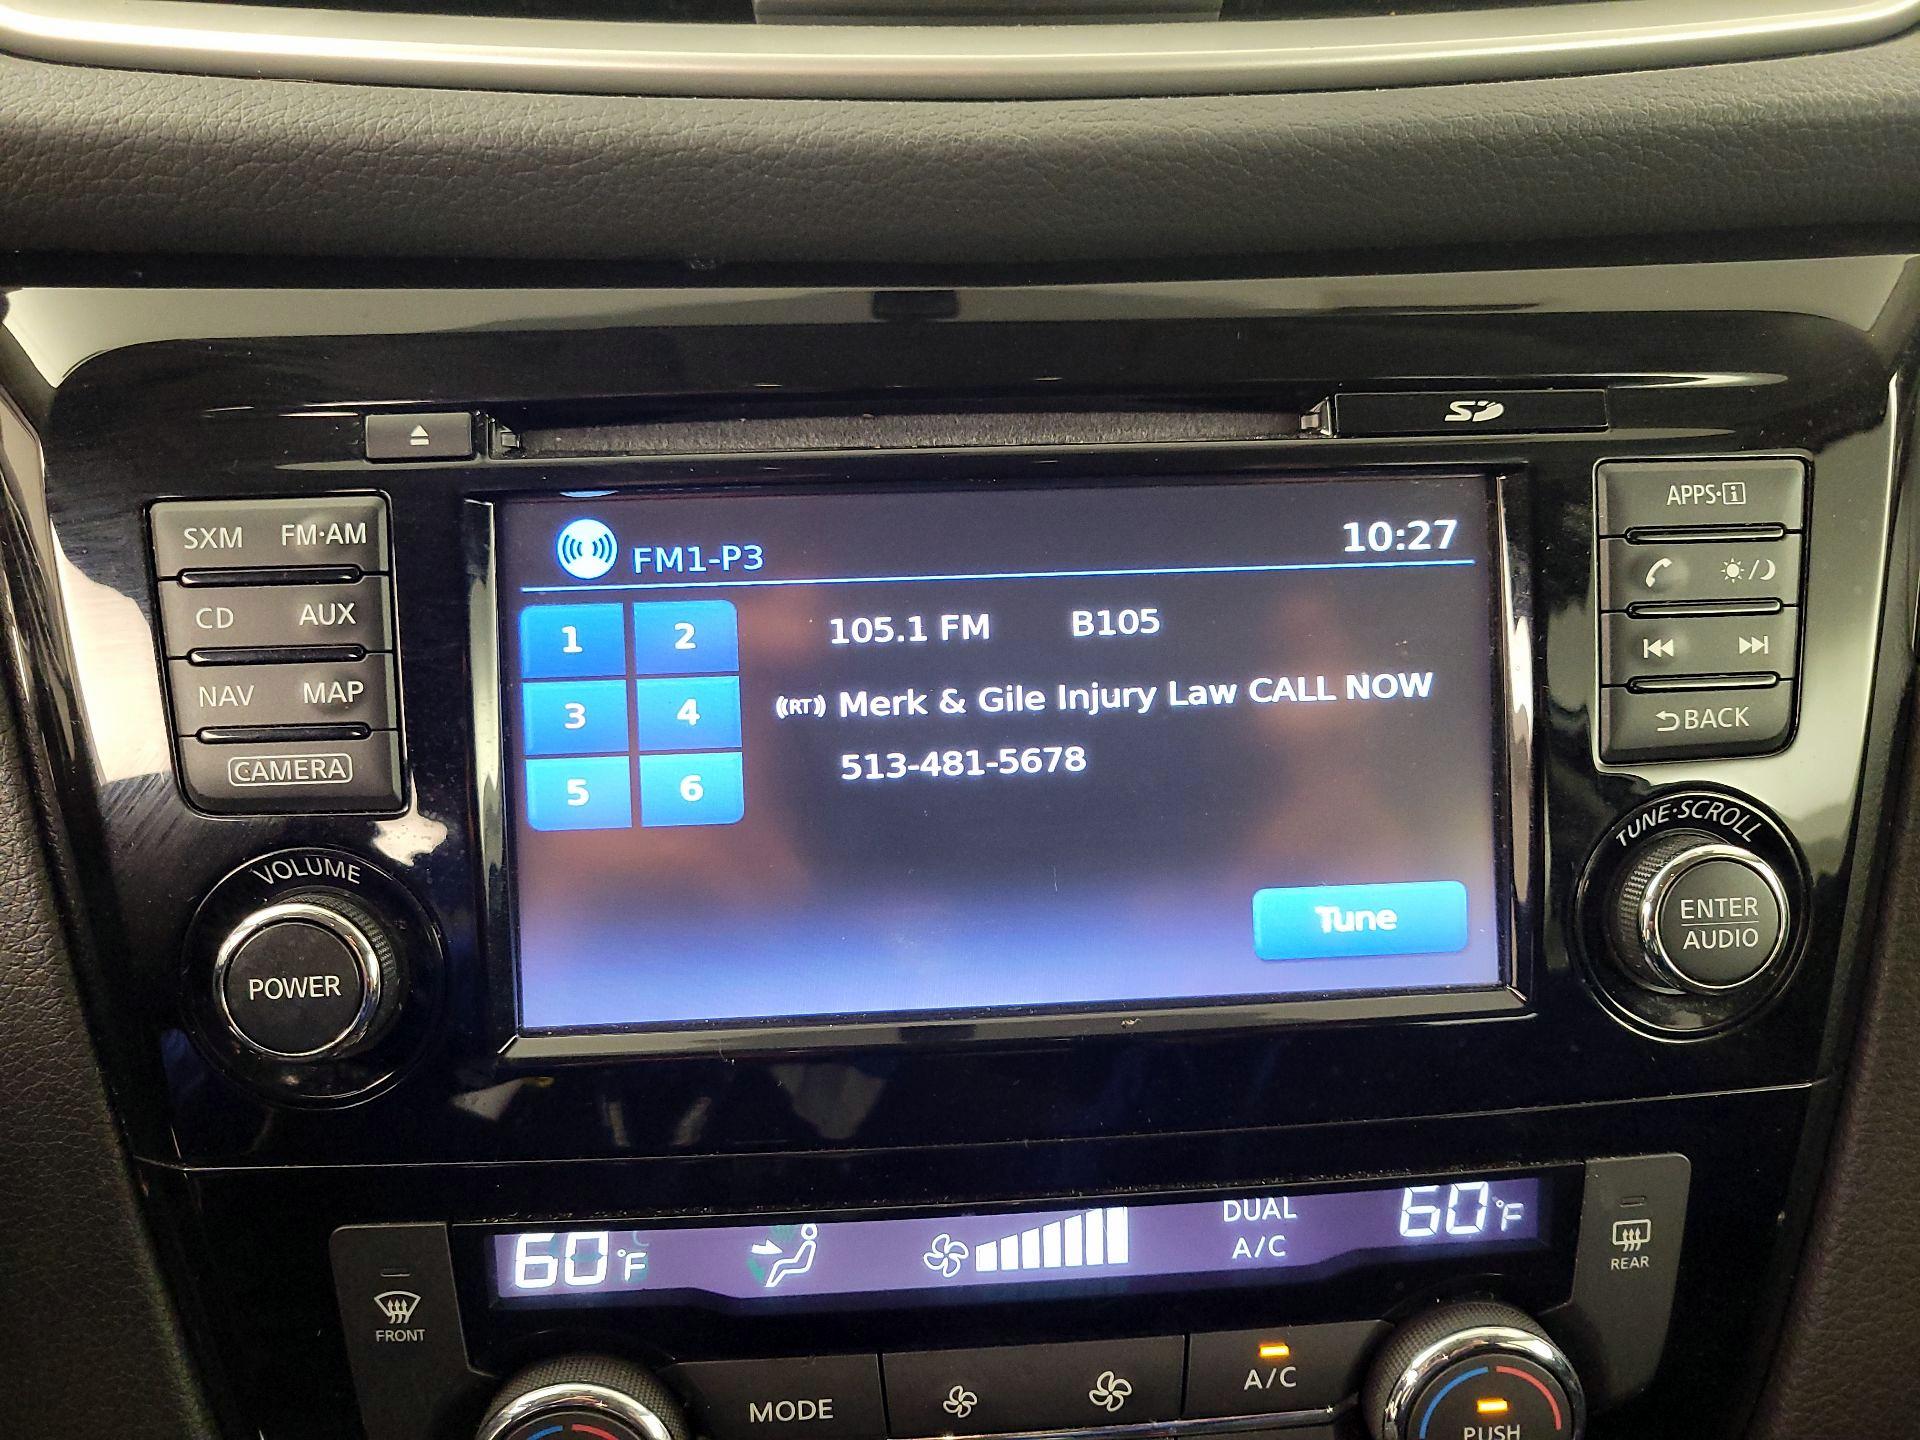 SD
SXM FM·AM
CD AUX
NAV MAP
CAMERA
VOLUME
POWER
FM1-P3 10:27
1 2
3 4
5 6
105.1 FM B105
((RT)) Merk & Gile Injury Law CALL NOW
513-481-5678
Tune
APPS·i
BACK
TUNE·SCROLL
ENTER
AUDIO
60°F
DUAL
A/C
60°F
FRONT
REAR
MODE
A/C
PUSH